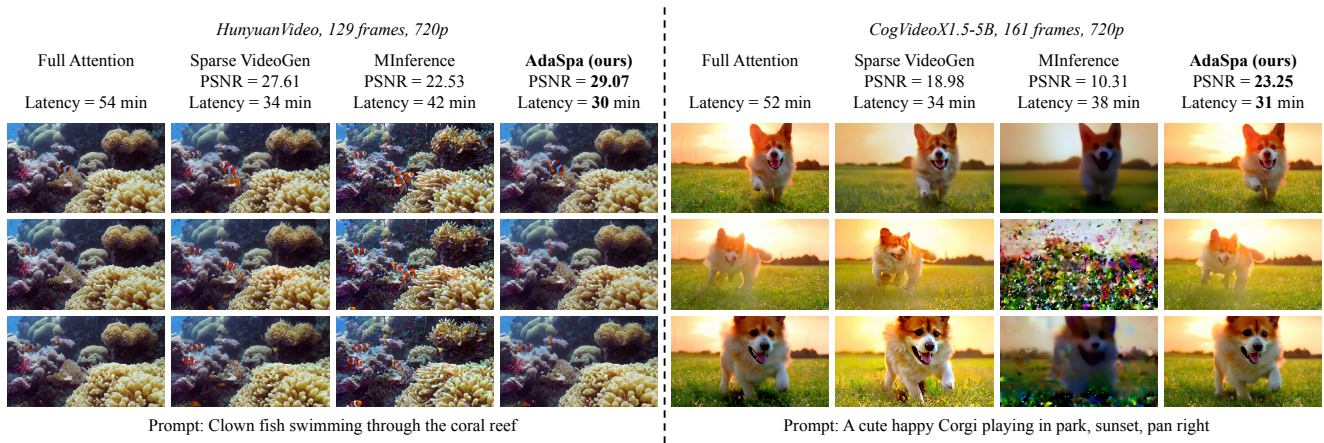 HunyuanVideo, 129 frames, 720p
Full Attention
Latency = 54 min
Sparse VideoGen
PSNR = 27.61
Latency = 34 min
MInference
PSNR = 22.53
Latency = 42 min
AdaSpa (ours)
PSNR = 29.07
Latency = 30 min
Prompt: Clown fish swimming through the coral reef
CogVideoX1.5-5B, 161 frames, 720p
Full Attention
Latency = 52 min
Sparse VideoGen
PSNR = 18.98
Latency = 34 min
MInference
PSNR = 10.31
Latency = 38 min
AdaSpa (ours)
PSNR = 23.25
Latency = 31 min
Prompt: A cute happy Corgi playing in park, sunset, pan right